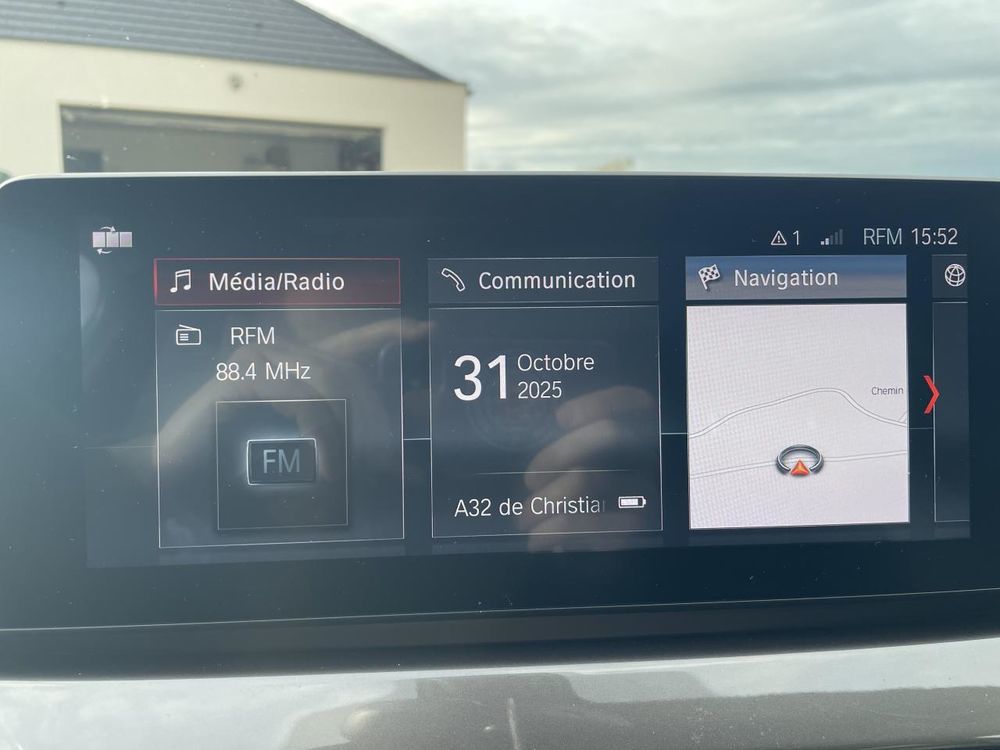 1 RFM 15:52
Média/Radio
Communication
Navigation
RFM
88.4 MHz
FM
31 Octobre
2025
A32 de Christia
Chemin